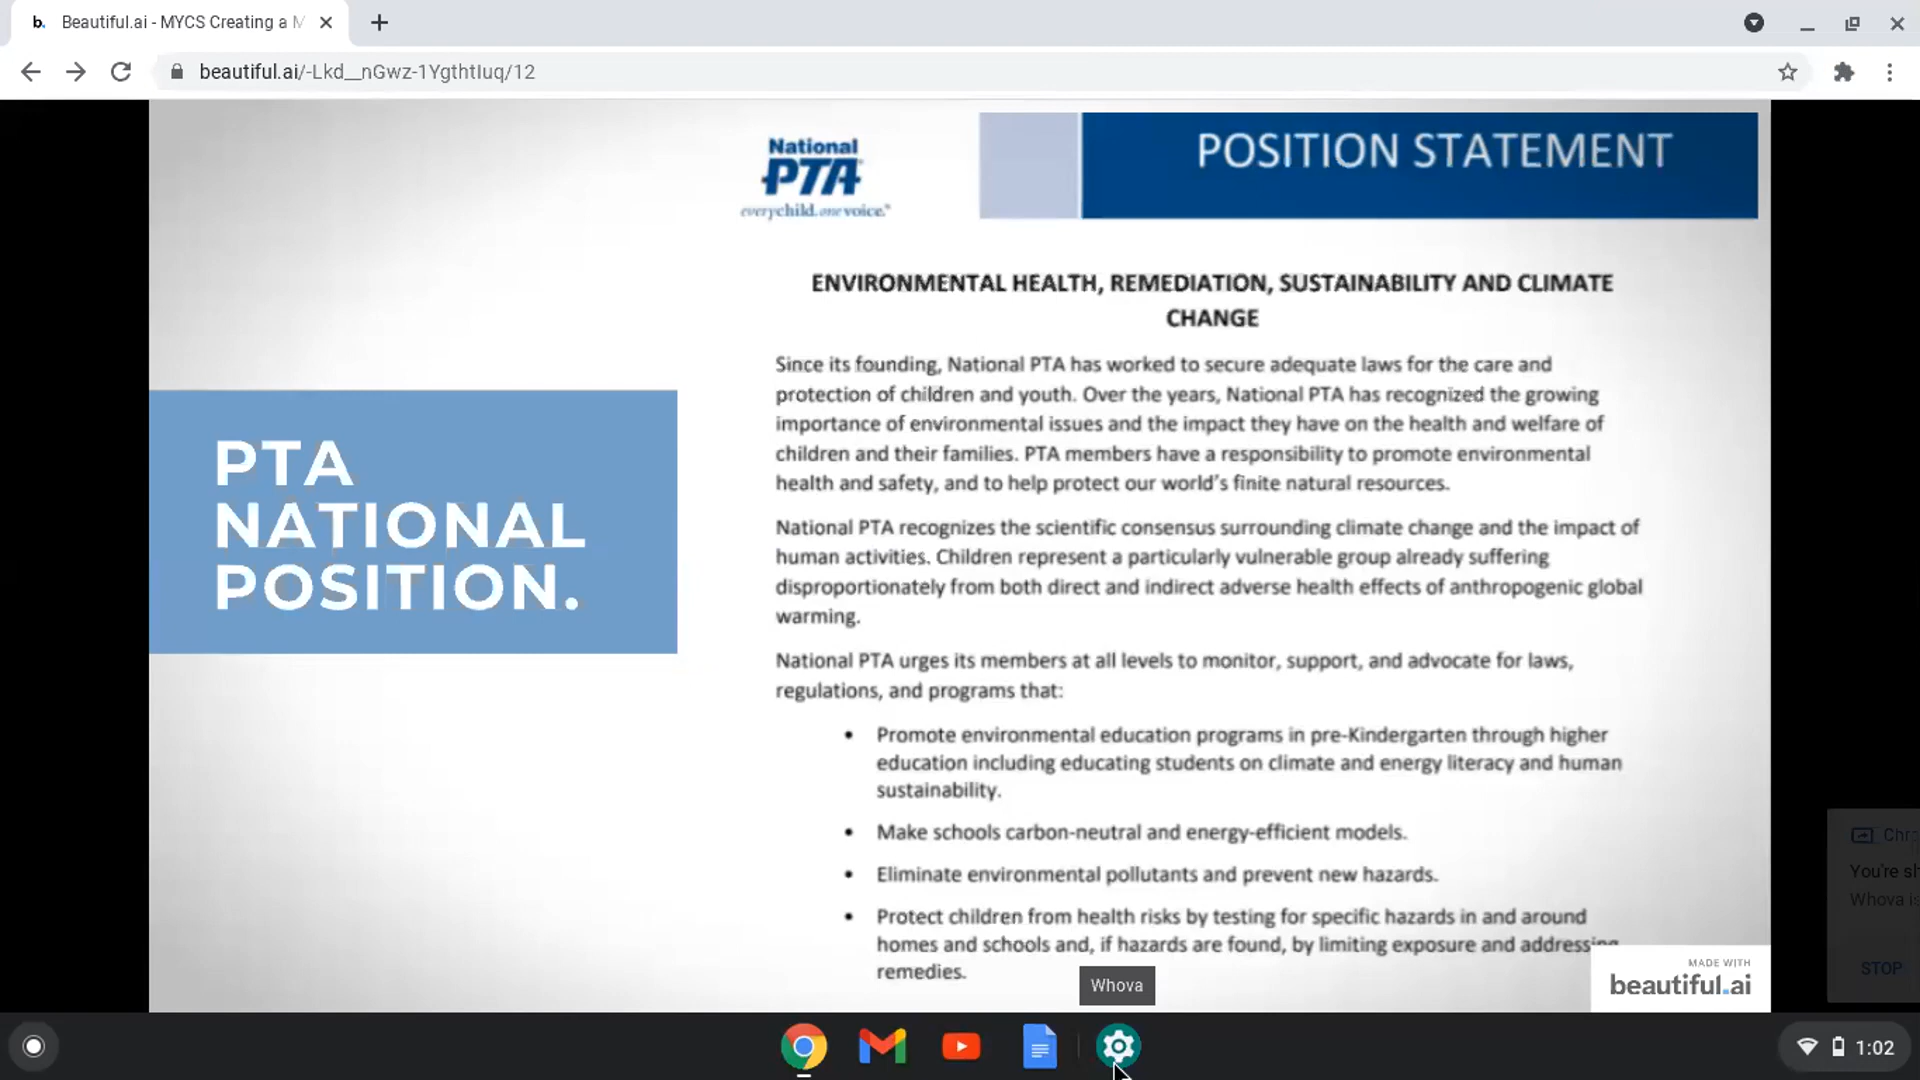 b. Beautiful.ai - MYCS Creating a M
beautiful.ai/-Lkd__nGwz-1YgthtIuq/12
National
PTA
everychild.onevoice.®
POSITION STATEMENT
ENVIRONMENTAL HEALTH, REMEDIATION, SUSTAINABILITY AND CLIMATE
CHANGE
Since its founding, National PTA has worked to secure adequate laws for the care and
protection of children and youth. Over the years, National PTA has recognized the growing
importance of environmental issues and the impact they have on the health and welfare of
children and their families. PTA members have a responsibility to promote environmental
health and safety, and to help protect our world's finite natural resources.
National PTA recognizes the scientific consensus surrounding climate change and the impact of
human activities. Children represent a particularly vulnerable group already suffering
disproportionately from both direct and indirect adverse health effects of anthropogenic global
warming.
National PTA urges its members at all levels to monitor, support, and advocate for laws,
regulations, and programs that:
• Promote environmental education programs in pre-Kindergarten through higher
education including educating students on climate and energy literacy and human
sustainability.
• Make schools carbon-neutral and energy-efficient models.
• Eliminate environmental pollutants and prevent new hazards.
• Protect children from health risks by testing for specific hazards in and around
homes and schools and, if hazards are found, by limiting exposure and addressing
remedies.
PTA
NATIONAL
POSITION.
Whova
MADE WITH
beautiful.ai
Chr
You're sh
Whova is
STOP
1:02